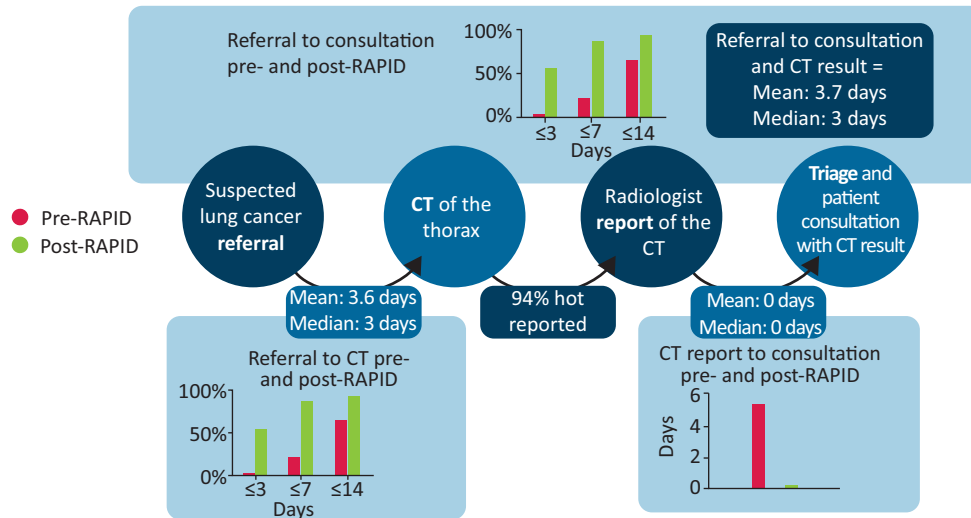 Referral to consultation
pre- and post-RAPID
100%
50%
0%
≤3 ≤7 ≤14
Days
Referral to consultation
and CT result =
Mean: 3.7 days
Median: 3 days
Pre-RAPID
Post-RAPID
Suspected
lung cancer
referral
CT of the
thorax
Radiologist
report of the
CT
Triage and
patient
consultation
with CT result
Mean: 3.6 days
Median: 3 days
94% hot
reported
Mean: 0 days
Median: 0 days
Referral to CT pre-
and post-RAPID
100%
50%
0%
≤3 ≤7 ≤14
Days
CT report to consultation
pre- and post-RAPID
Days
6
4
2
0